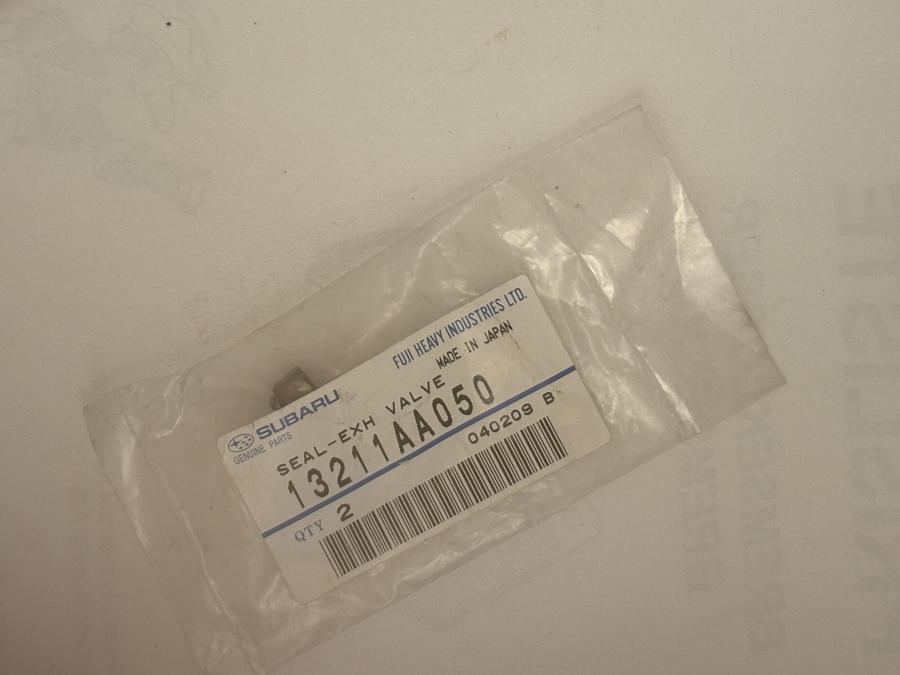 SUBARU
GENUINE PARTS
FUJI HEAVY INDUSTRIES LTD.
MADE IN JAPAN
SEAL-EXH VALVE
13211AA050
040209 B
QTY 2